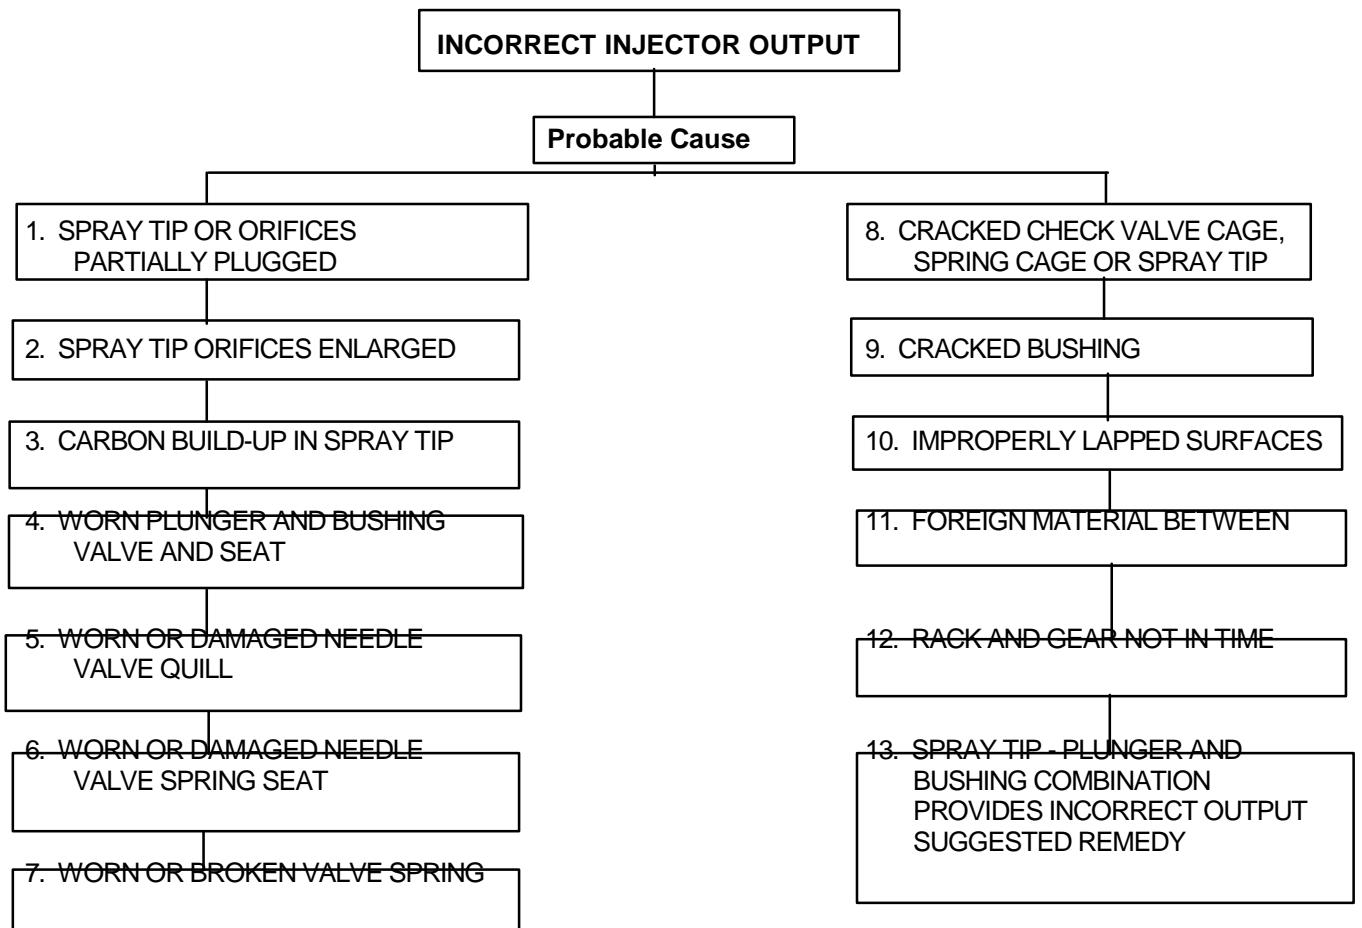 INCORRECT INJECTOR OUTPUT
Probable Cause
1. SPRAY TIP OR ORIFICES
PARTIALLY PLUGGED
2. SPRAY TIP ORIFICES ENLARGED
3. CARBON BUILD-UP IN SPRAY TIP
4. WORN PLUNGER AND BUSHING
VALVE AND SEAT
5. WORN OR DAMAGED NEEDLE
VALVE QUILL
6. WORN OR DAMAGED NEEDLE
VALVE SPRING SEAT
7. WORN OR BROKEN VALVE SPRING
8. CRACKED CHECK VALVE CAGE,
SPRING CAGE OR SPRAY TIP
9. CRACKED BUSHING
10. IMPROPERLY LAPPED SURFACES
11. FOREIGN MATERIAL BETWEEN
12. RACK AND GEAR NOT IN TIME
13. SPRAY TIP - PLUNGER AND
BUSHING COMBINATION
PROVIDES INCORRECT OUTPUT
SUGGESTED REMEDY